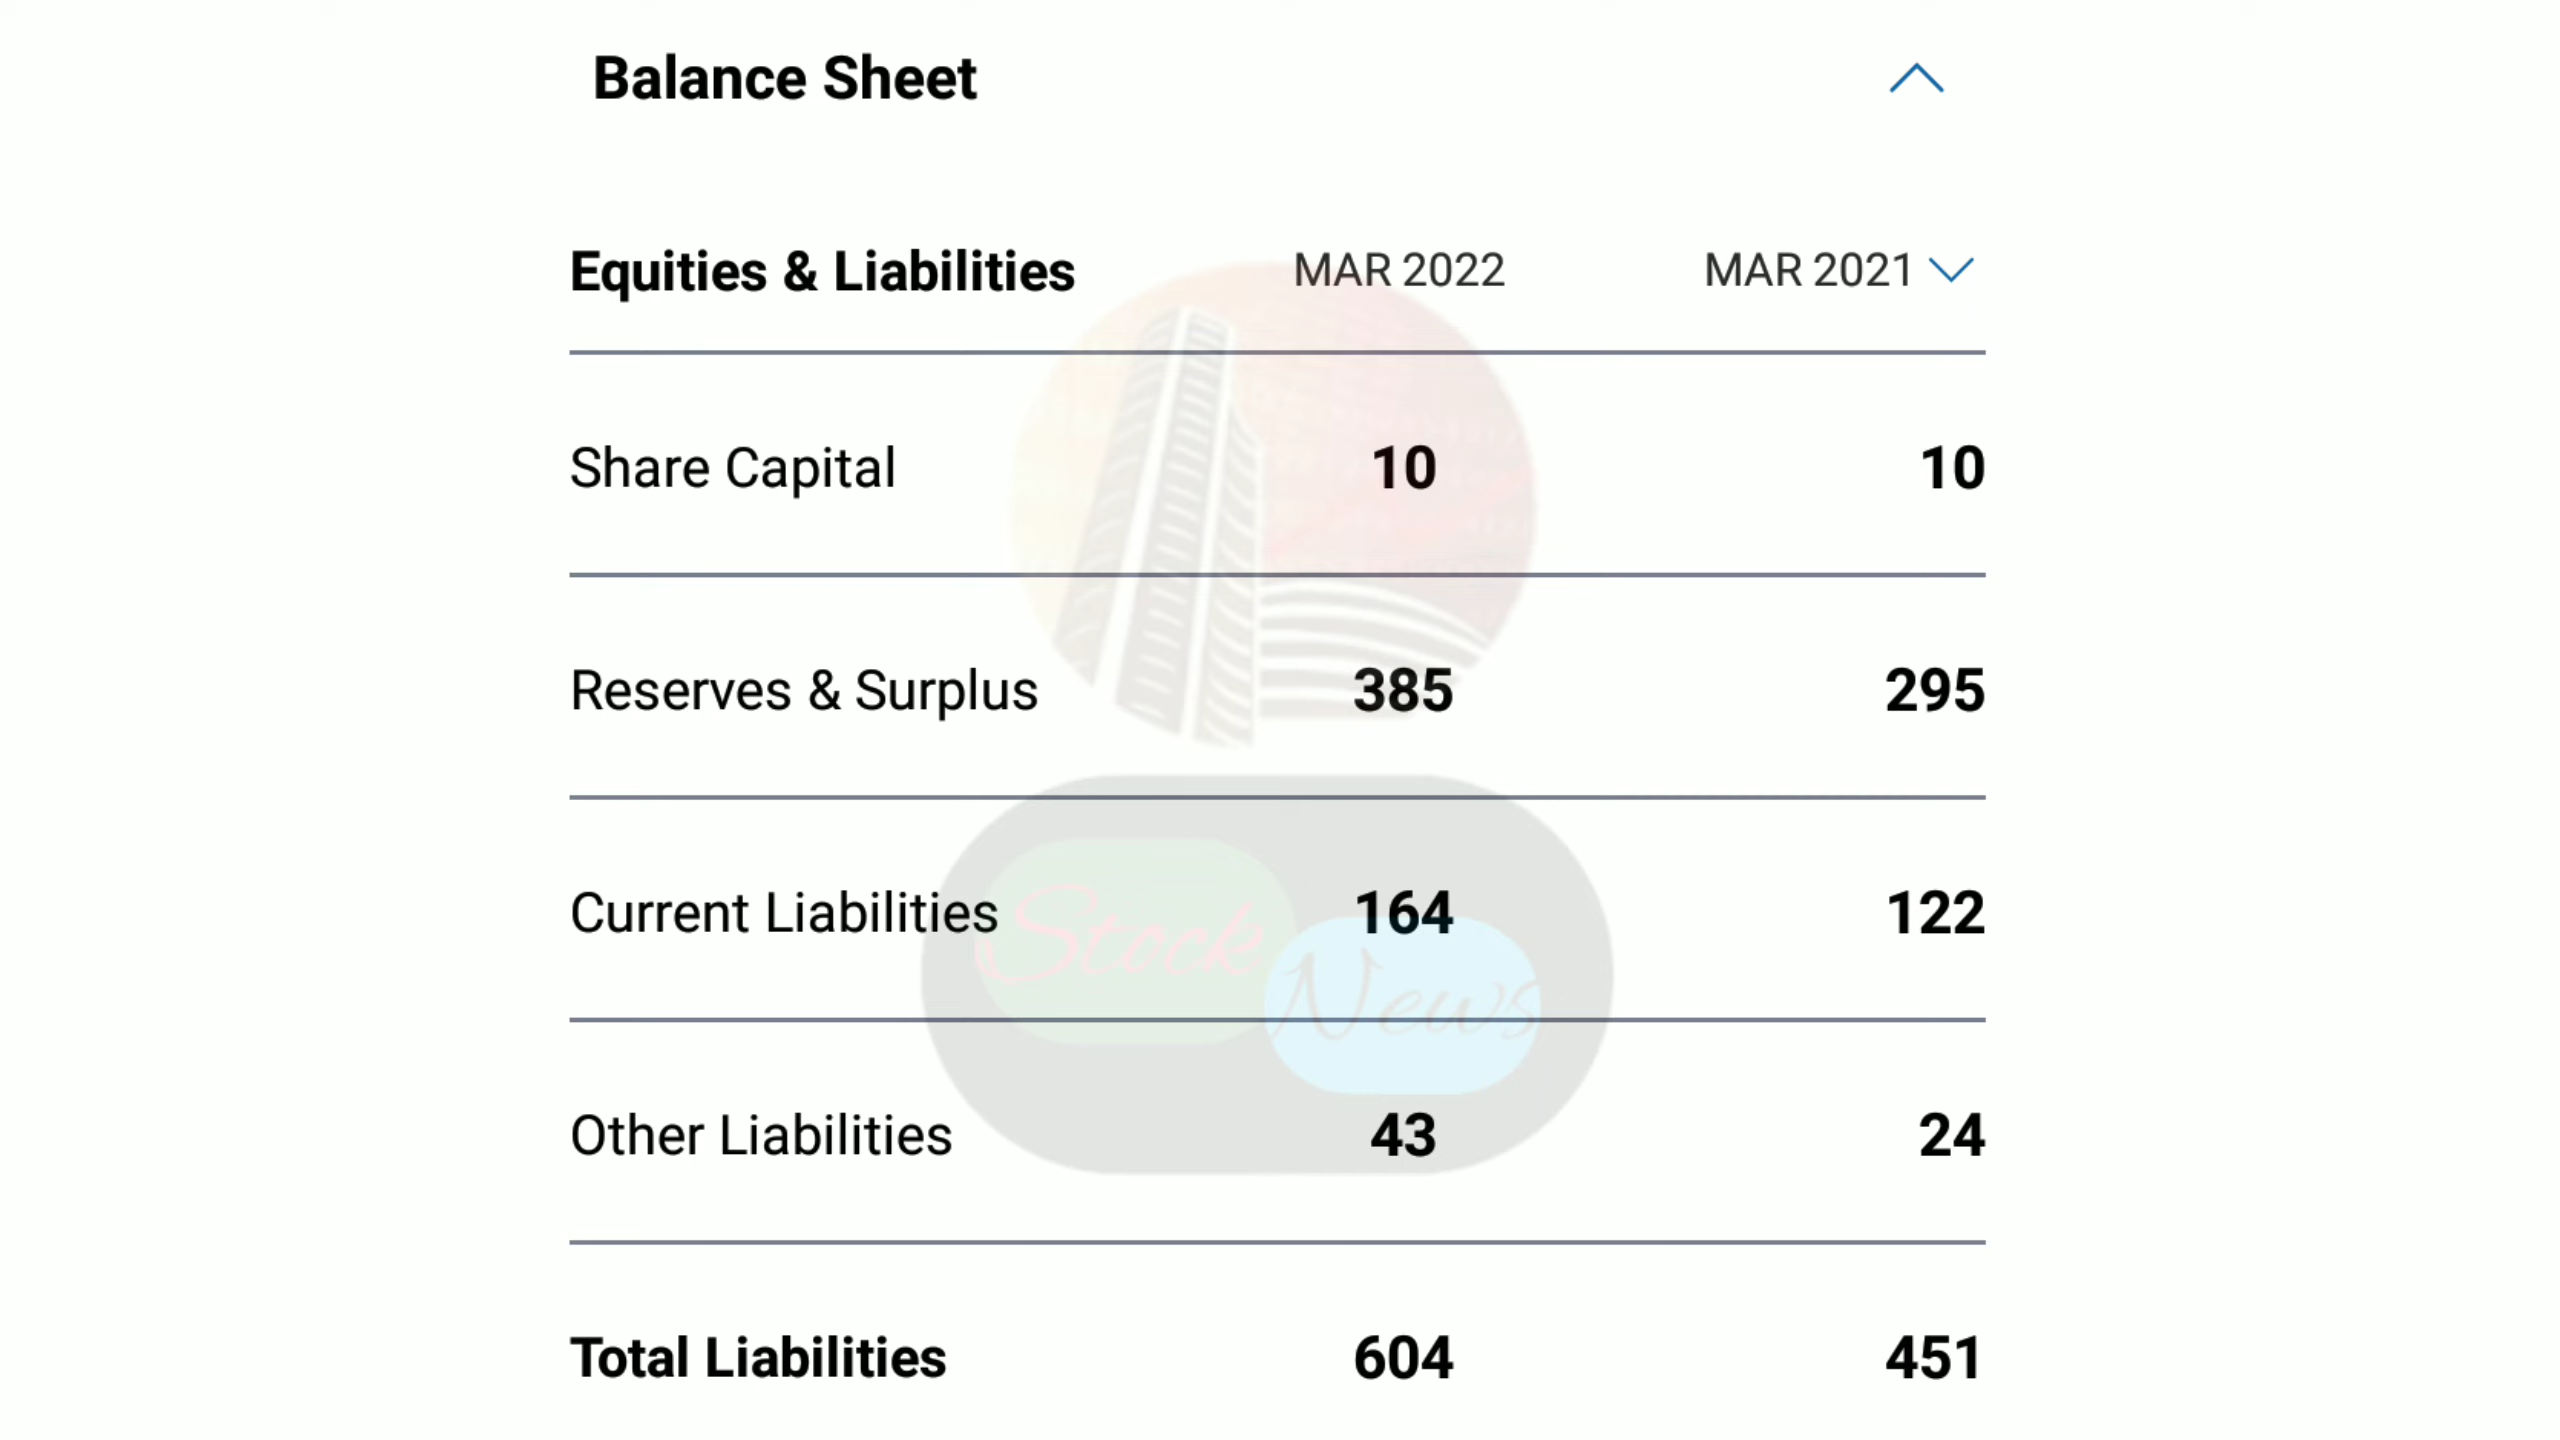 Balance Sheet
Equities & Liabilities MAR 2022 MAR 2021
Share Capital 10 10
Reserves & Surplus 385 295
Current Liabilities 164 122
Stock
News
Other Liabilities 43 24
Total Liabilities 604 451